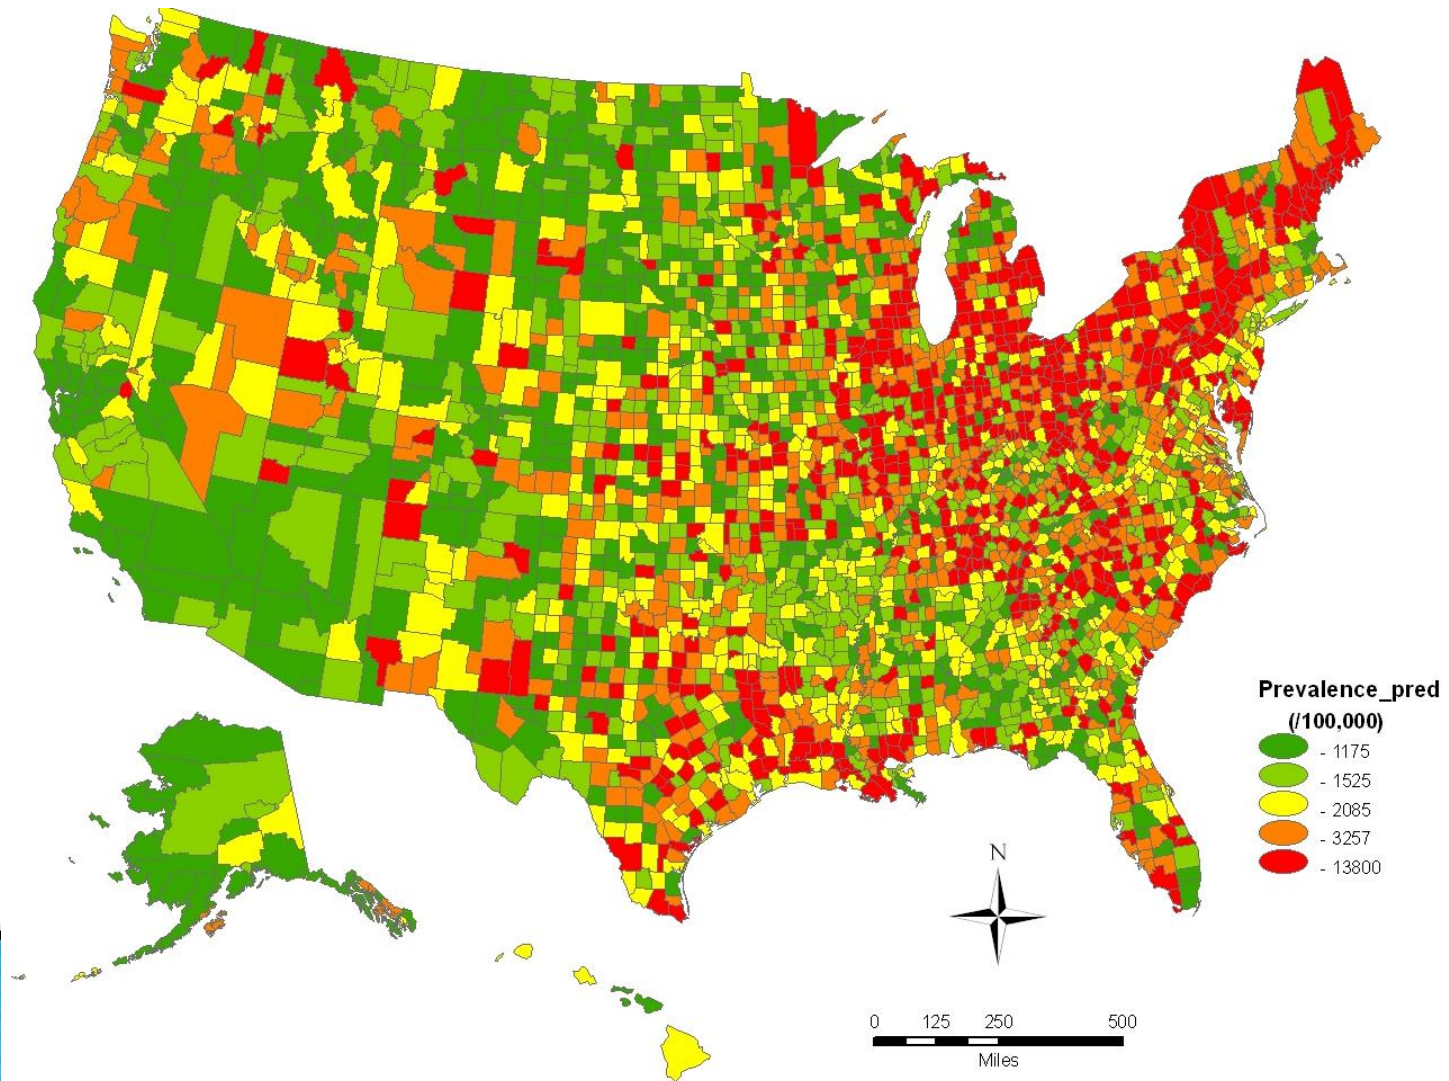 Prevalence_pred
(/100,000)
- 1175
- 1525
- 2085
- 3257
- 13800
N
0 125 250 500
Miles